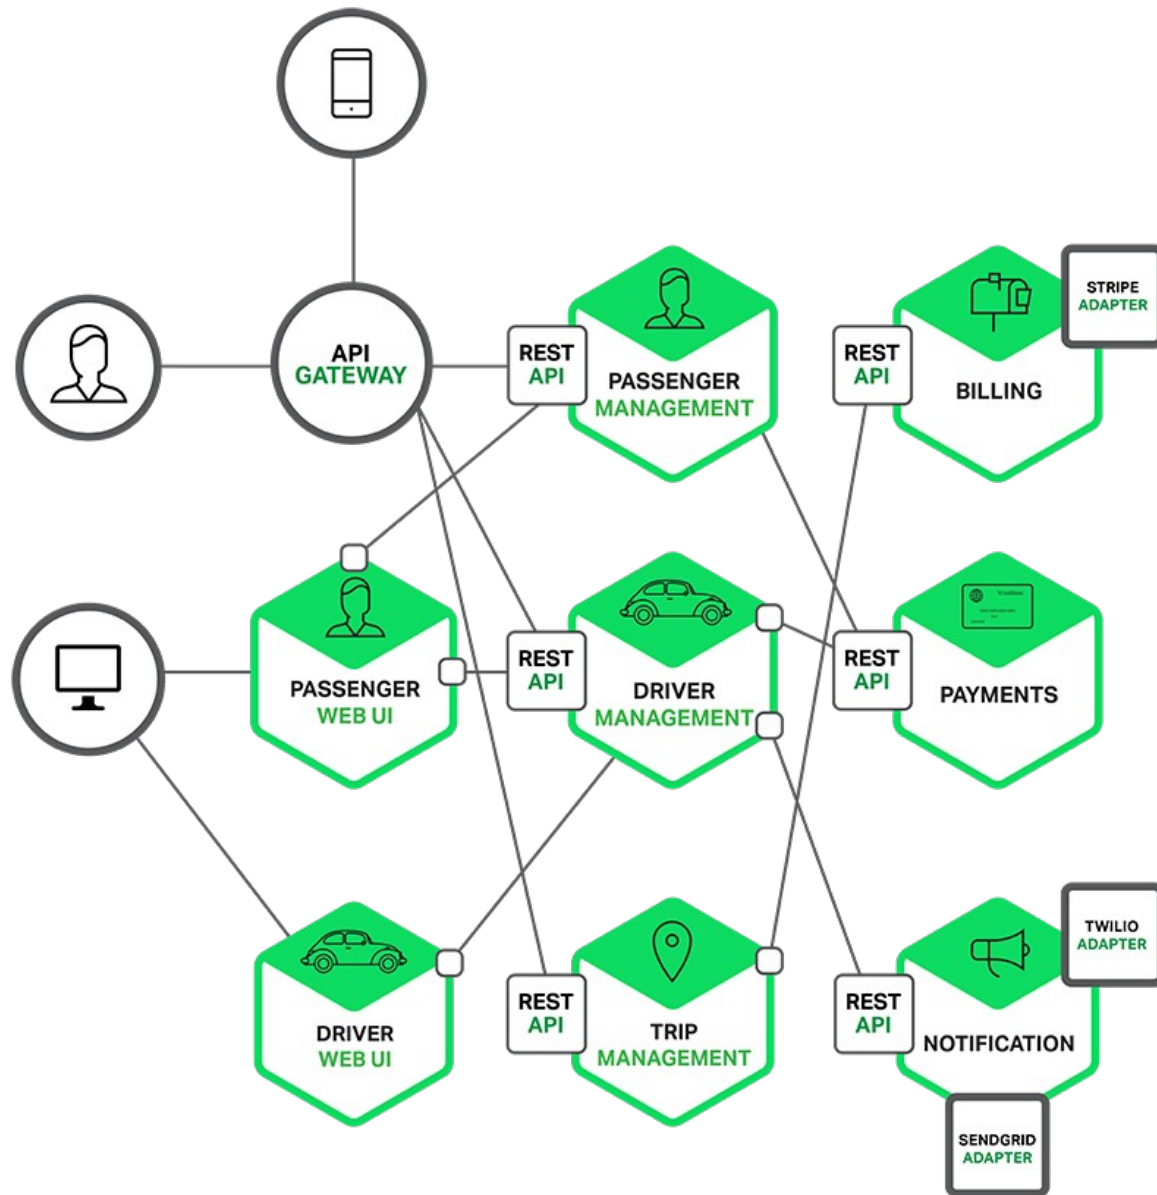 API
GATEWAY
REST
API
PASSENGER
MANAGEMENT
REST
API
BILLING
STRIPE
ADAPTER
PASSENGER
WEB UI
REST
API
DRIVER
MANAGEMENT
REST
API
PAYMENTS
DRIVER
WEB UI
REST
API
TRIP
MANAGEMENT
REST
API
NOTIFICATION
TWILIO
ADAPTER
SENDGRID
ADAPTER